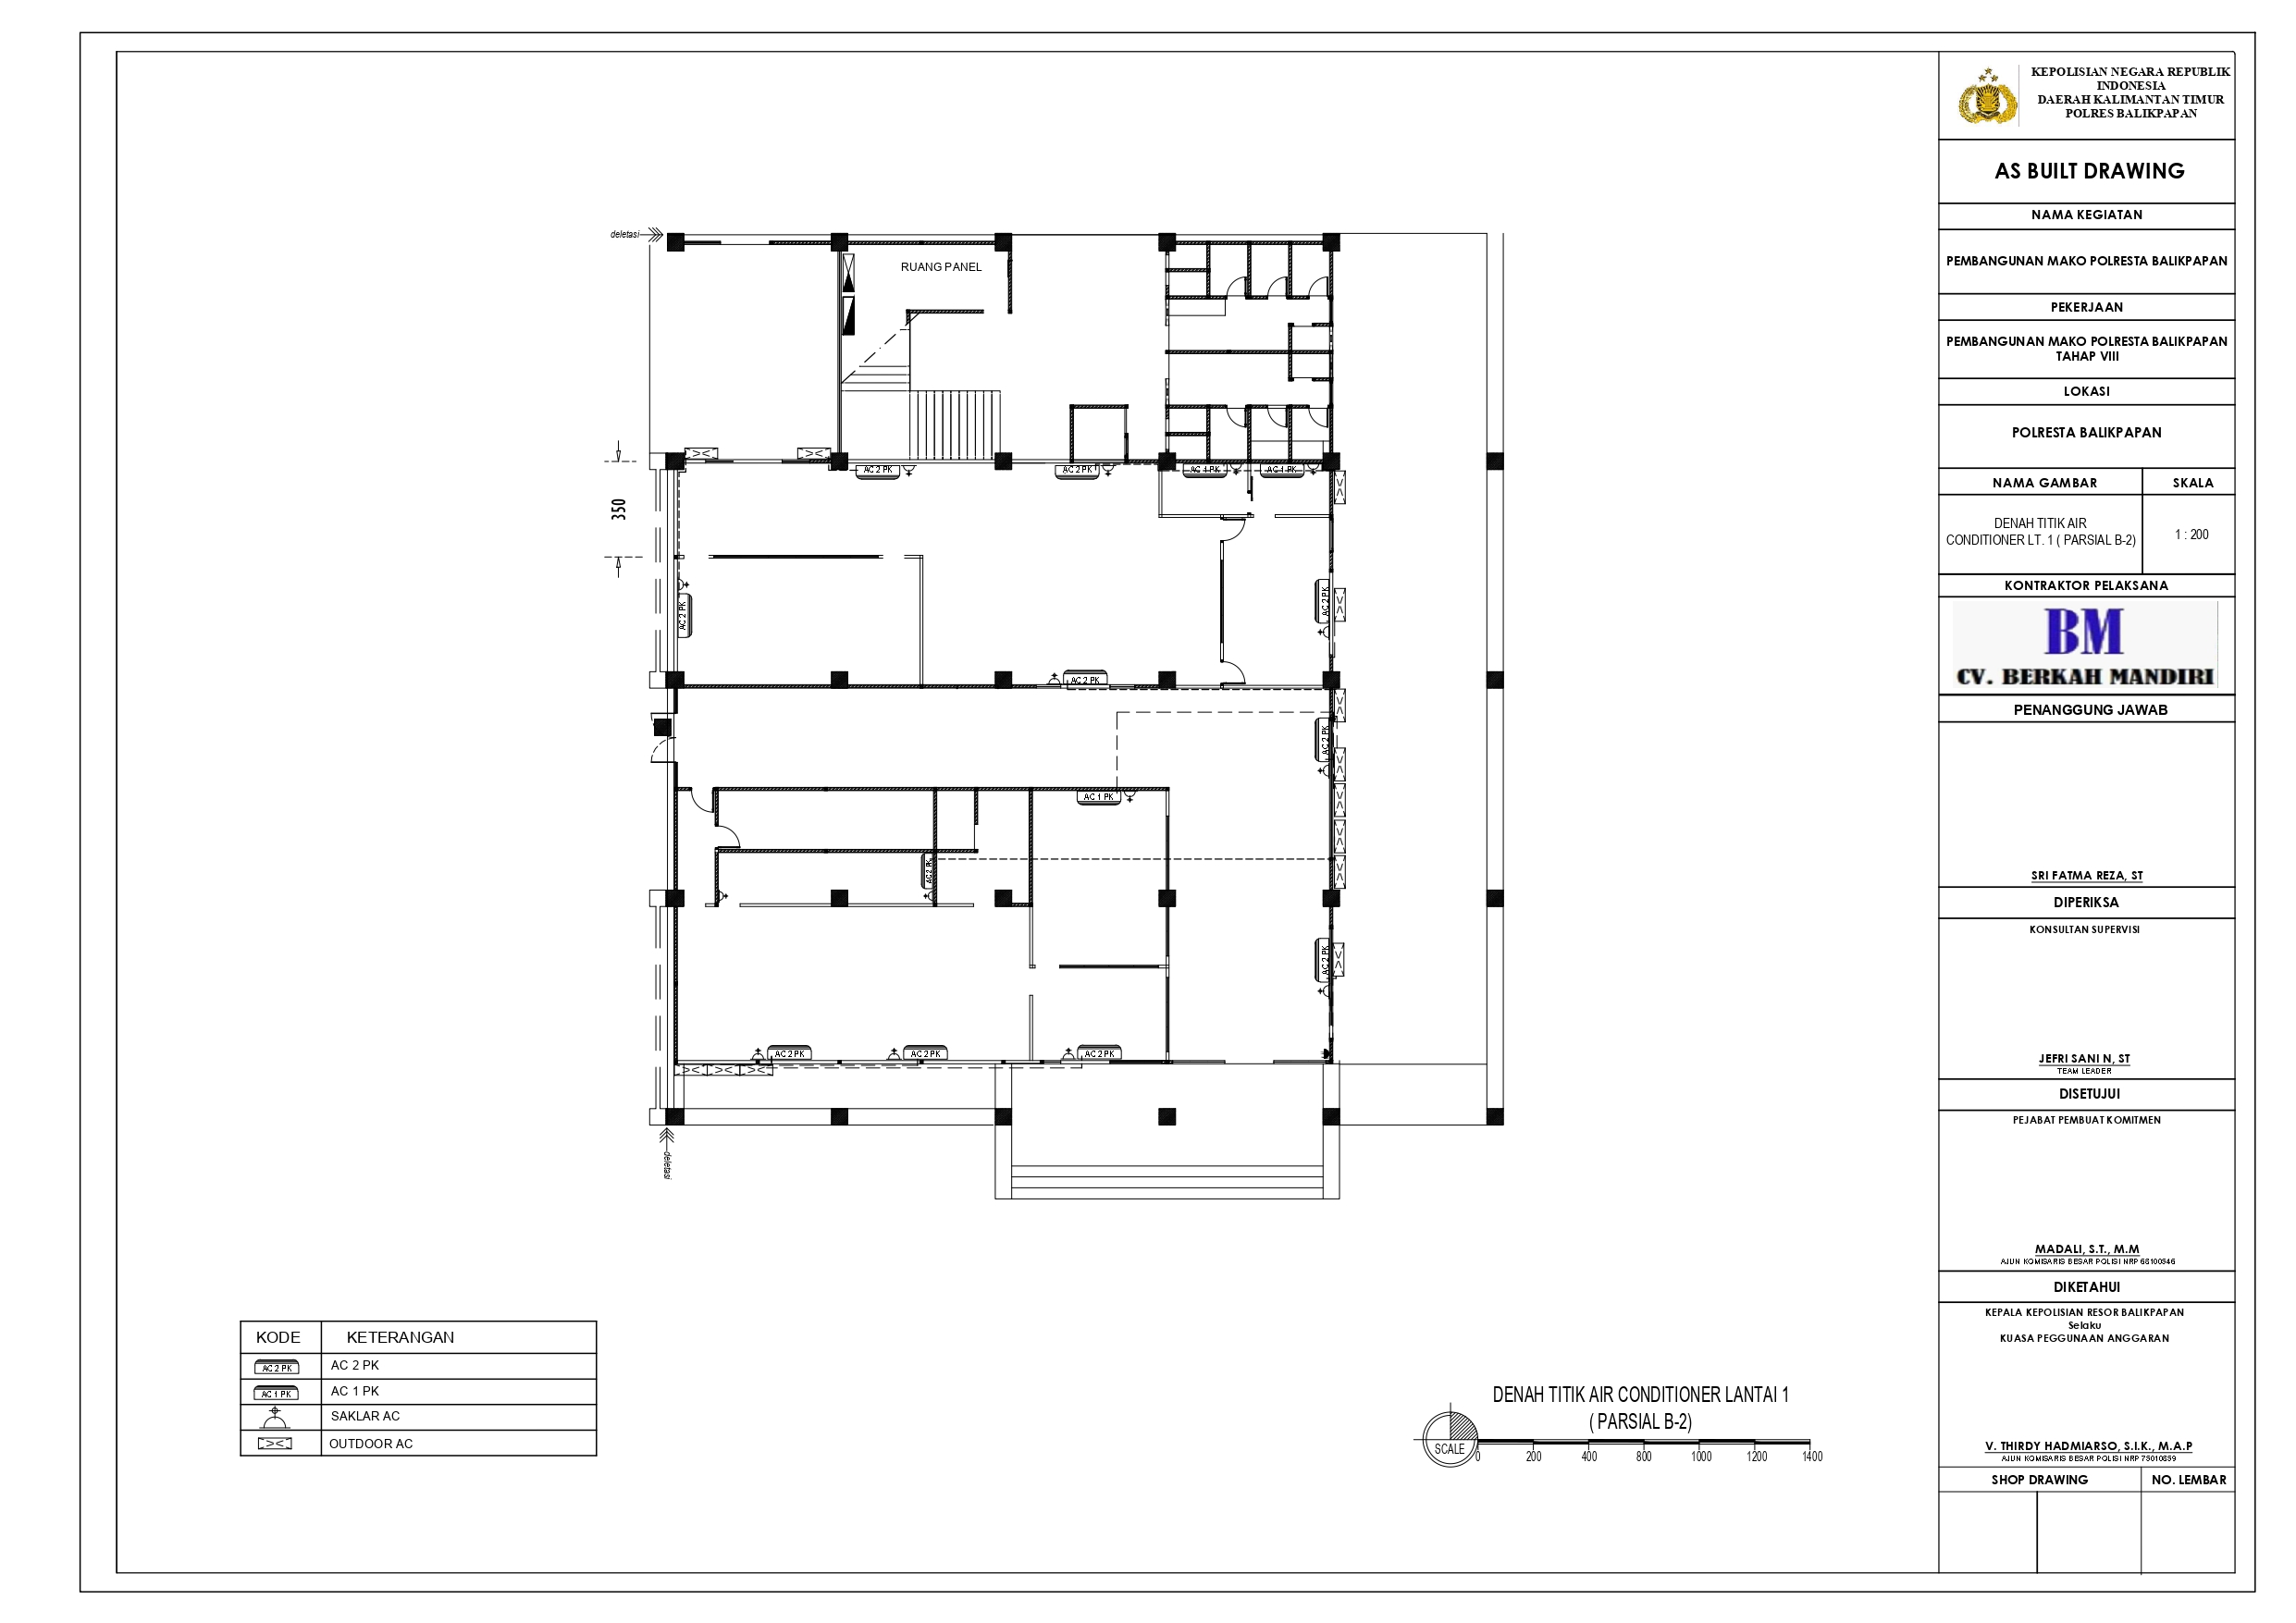 KEPOLISIAN NEGARA REPUBLIK
INDONESIA
DAERAH KALIMANTAN TIMUR
POLRES BALIKPAPAN
AS BUILT DRAWING
NAMA KEGIATAN
PEMBANGUNAN MAKO POLRESTA BALIKPAPAN
PEKERJAAN
PEMBANGUNAN MAKO POLRESTA BALIKPAPAN
TAHAP VIII
LOKASI
POLRESTA BALIKPAPAN
NAMA GAMBAR SKALA
DENAH TITIK AIR
CONDITIONER LT. 1 ( PARSIAL B-2) 1 : 200
KONTRAKTOR PELAKSANA
BM
CV. BERKAH MANDIRI
PENANGGUNG JAWAB
SRI FATMA REZA, ST
DIPERIKSA
KONSULTAN SUPERVISI
JEFRI SANI N, ST
TEAM LEADER
DISETUJUI
PEJABAT PEMBUAT KOMITMEN
MADALI, S.T., M.M
AJUN KOMISARIS BESAR POLISI NRP 68100346
DIKETAHUI
KEPALA KEPOLISIAN RESOR BALIKPAPAN
Selaku
KUASA PEGGUNAAN ANGGARAN
V. THIRDY HADMIARSO, S.I.K., M.A.P
AJUN KOMISARIS BESAR POLISI NRP 75010899
SHOP DRAWING NO. LEMBAR
deletasi
RUANG PANEL
350
AC 2 PK
AC 2 PK
AC 1 PK
AC 1 PK
AC 2 PK
AC 2 PK
AC 2 PK
AC 2 PK
AC 1 PK
AC 2 PK
AC 2 PK
AC 2 PK
AC 2 PK
AC 2 PK
deletasi
KODE KETERANGAN
AC 2 PK AC 2 PK
AC 1 PK AC 1 PK
SAKLAR AC
OUTDOOR AC
DENAH TITIK AIR CONDITIONER LANTAI 1
( PARSIAL B-2)
SCALE
0 200 400 800 1000 1200 1400